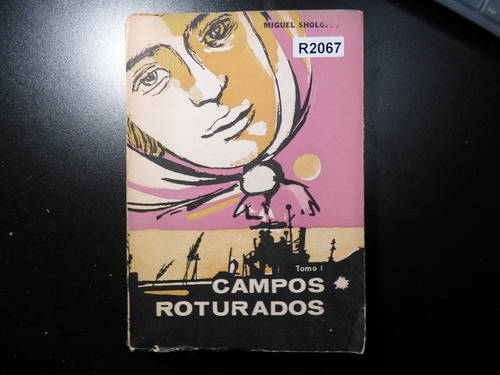 MIGUEL
R2067
Tomo I
CAMPOS
ROTURADOS